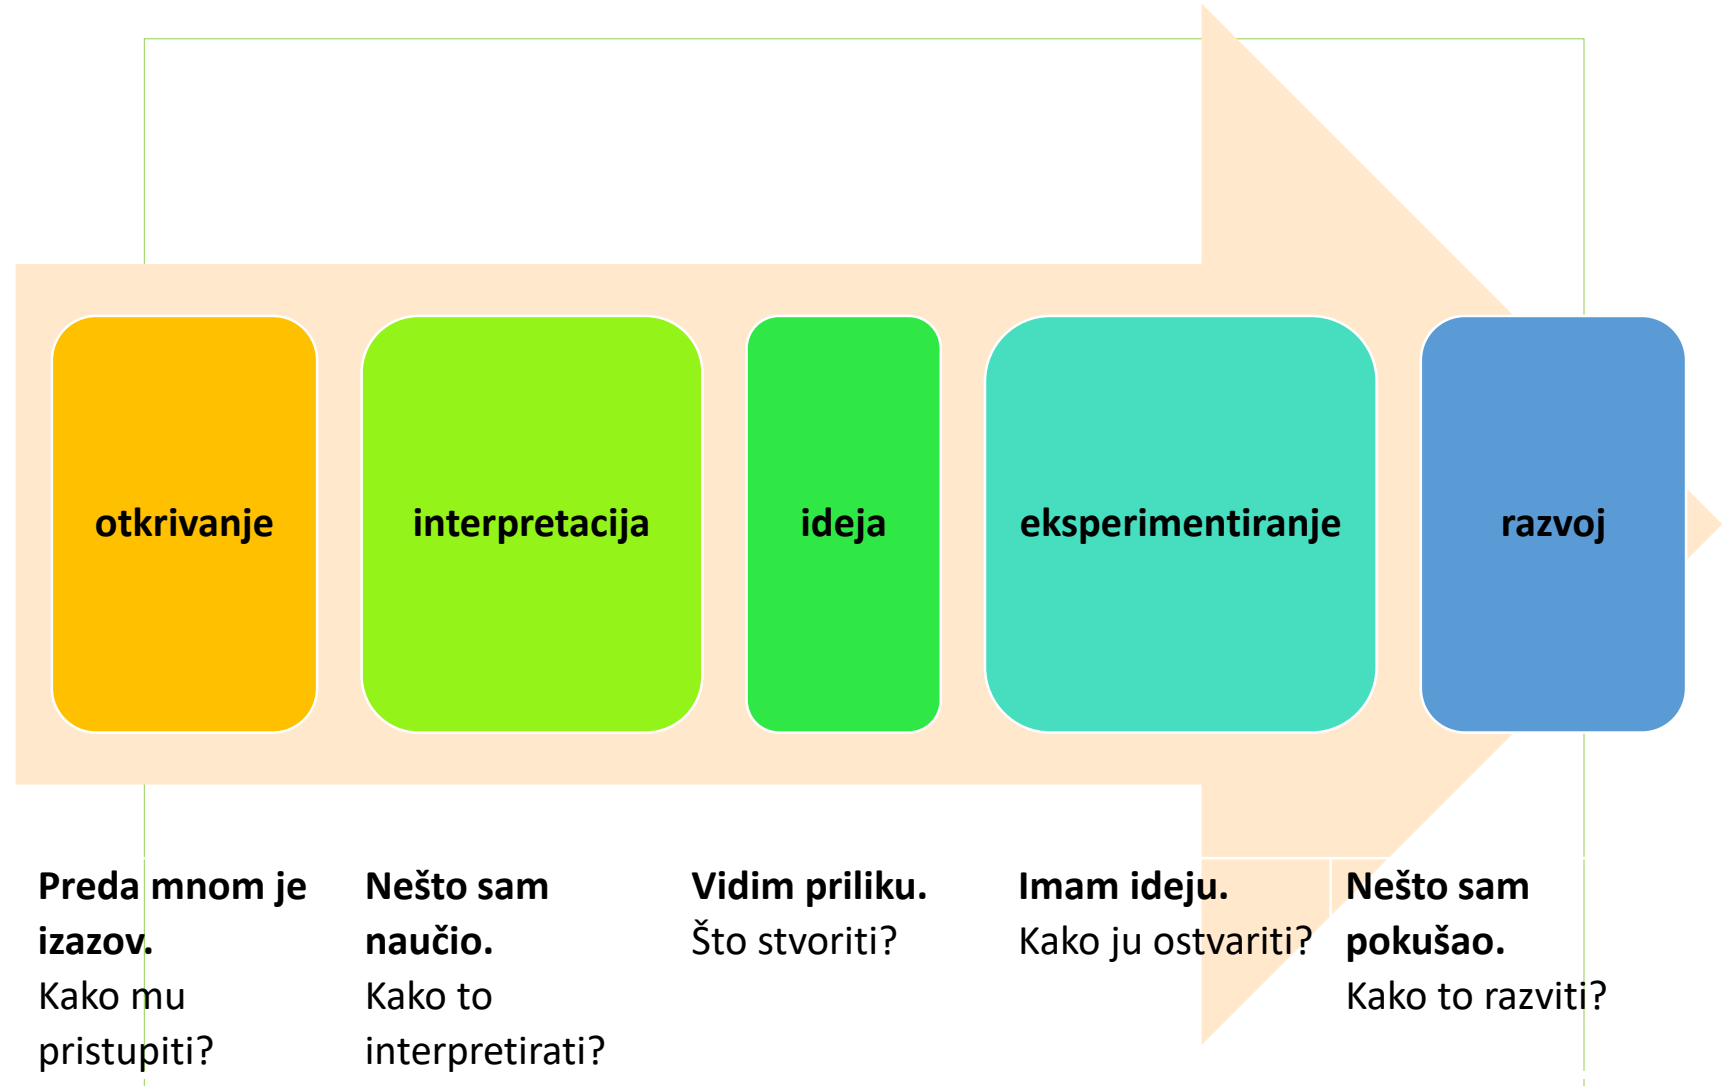 otkrivanje
interpretacija
ideja
eksperimentiranje
razvoj
Preda mnom je
izazov.
Kako mu
pristupiti?
Nešto sam
naučio.
Kako to
interpretirati?
Vidim priliku.
Što stvoriti?
Imam ideju.
Kako ju ostvariti?
Nešto sam
pokušao.
Kako to razviti?